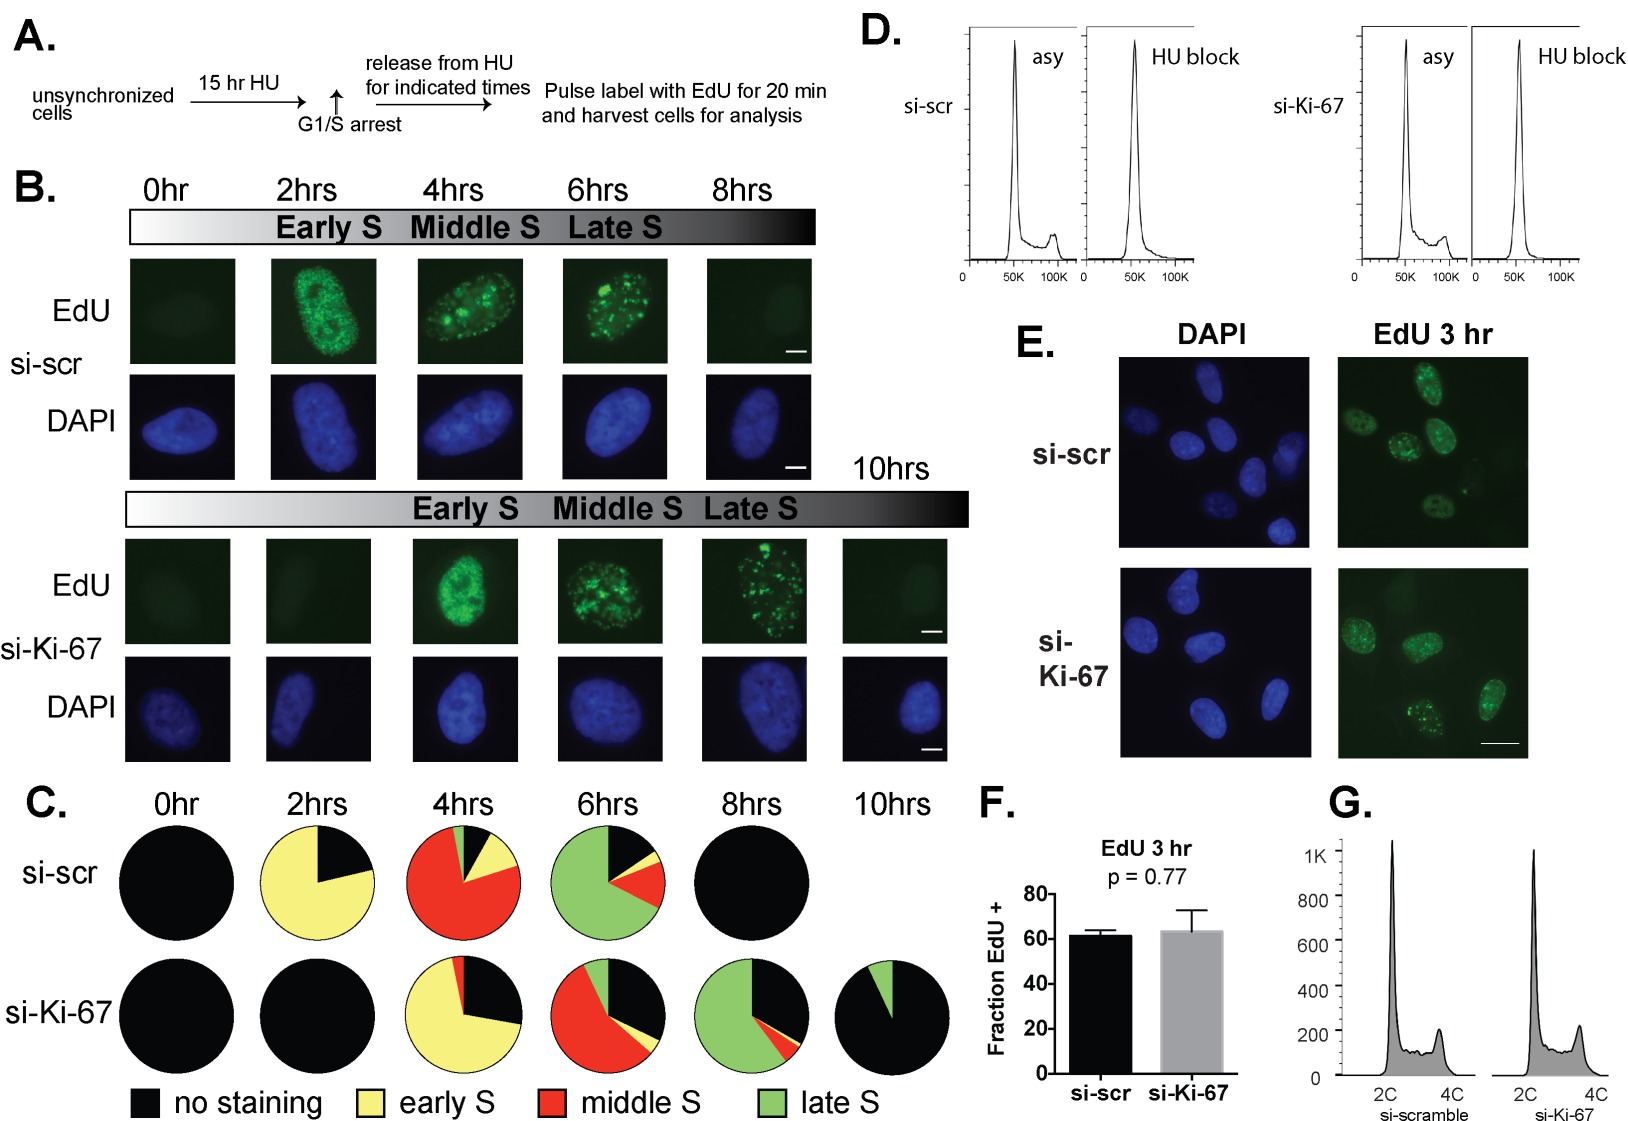 A.
unsynchronized
cells
15 hr HU
G1/S arrest
release from HU
for indicated times
Pulse label with EdU for 20 min
and harvest cells for analysis
B.
0hr 2hrs 4hrs 6hrs 8hrs
Early S Middle S Late S
EdU
si-scr
DAPI
10hrs
Early S Middle S Late S
EdU
si-Ki-67
DAPI
C.
0hr 2hrs 4hrs 6hrs 8hrs 10hrs
si-scr
si-Ki-67
no staining early S middle S late S
D.
si-scr
asy HU block
0 50K 100K 0 50K 100K
si-Ki-67
asy HU block
0 50K 100K 0 50K 100K
E.
DAPI EdU 3 hr
si-scr
si-
Ki-67
F.
EdU 3 hr
p = 0.77
Fraction EdU +
80
60
40
20
0
si-scr si-Ki-67
G.
1K
800
600
400
200
0
2C 4C 2C 4C
si-scramble si-Ki-67